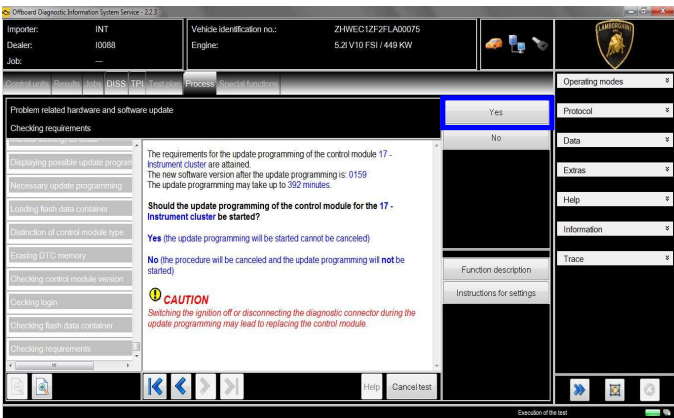 Offboard Diagnostic Information System Service - 2.2.3
Importer: INT
Dealer: I0088
Job: ---
Vehicle identification no.: ZHWEC1ZF2FLA00075
Engine: 5.2l V10 FSI / 449 KW
LAMBORGHINI
Control units Results Jobs DISS TPI Test plan Process Special functions
Operating modes
Problem related hardware and software update
Checking requirements
Yes
No
Protocol
Data
Extras
Help
Information
Trace
Displaying possible update program
Necessary update programming
Loading flash data container
Distinction of control module type
Erasing DTC memory
Checking control module version
Cecking login
Checking flash data container
Checking requirements
The requirements for the update programming of the control module 17 -
Instrument cluster are attained.
The new software version after the update programming is: 0159
The update programming may take up to 392 minutes.
Should the update programming of the control module for the 17 -
Instrument cluster be started?
Yes (the update programming will be started cannot be canceled)
No (the procedure will be canceled and the update programming will not be
started)
CAUTION
Switching the ignition off or disconnecting the diagnostic connector during the
update programming may lead to replacing the control module.
Function description
Instructions for settings
Help
Cancel test
Execution of the test